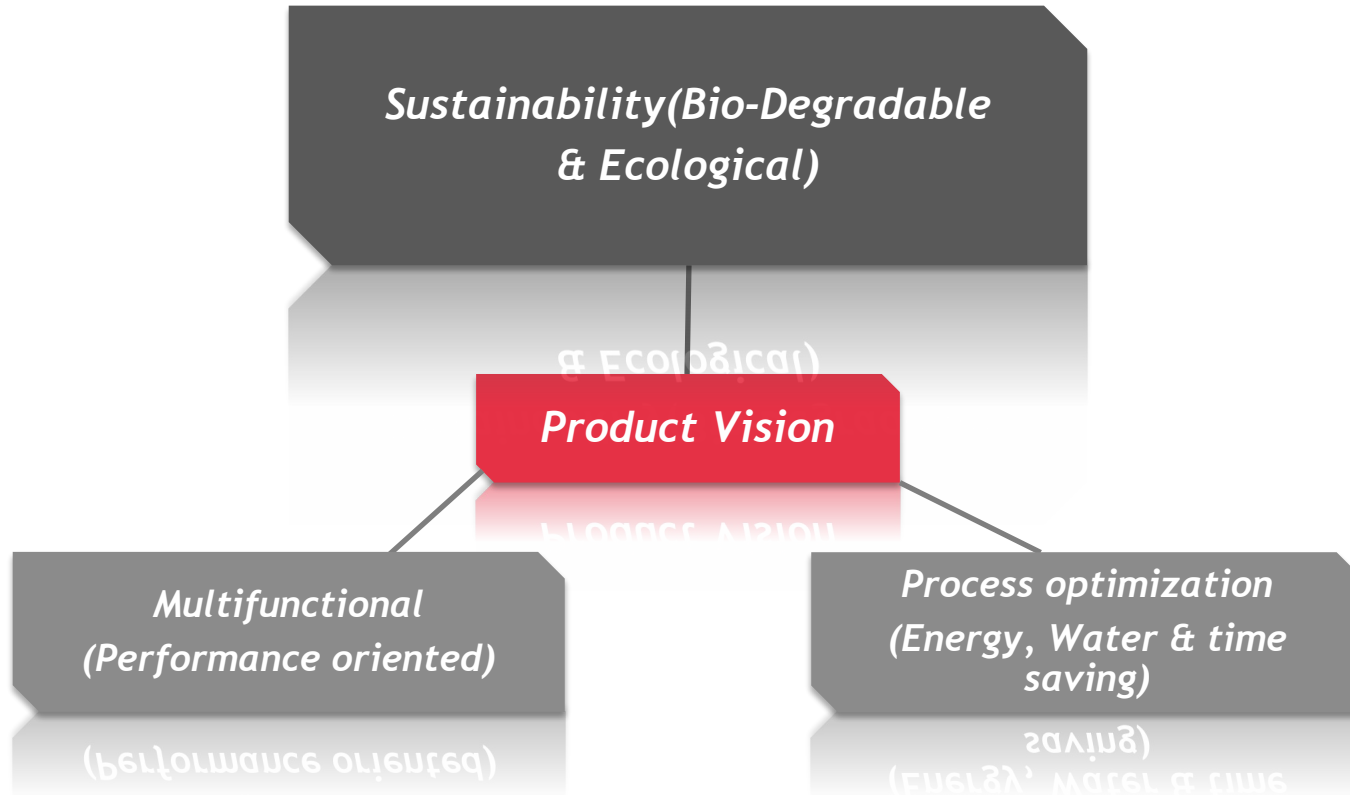 Sustainability(Bio-Degradable
& Ecological)
Product Vision
Multifunctional
(Performance oriented)
Process optimization
(Energy, Water & time
saving)